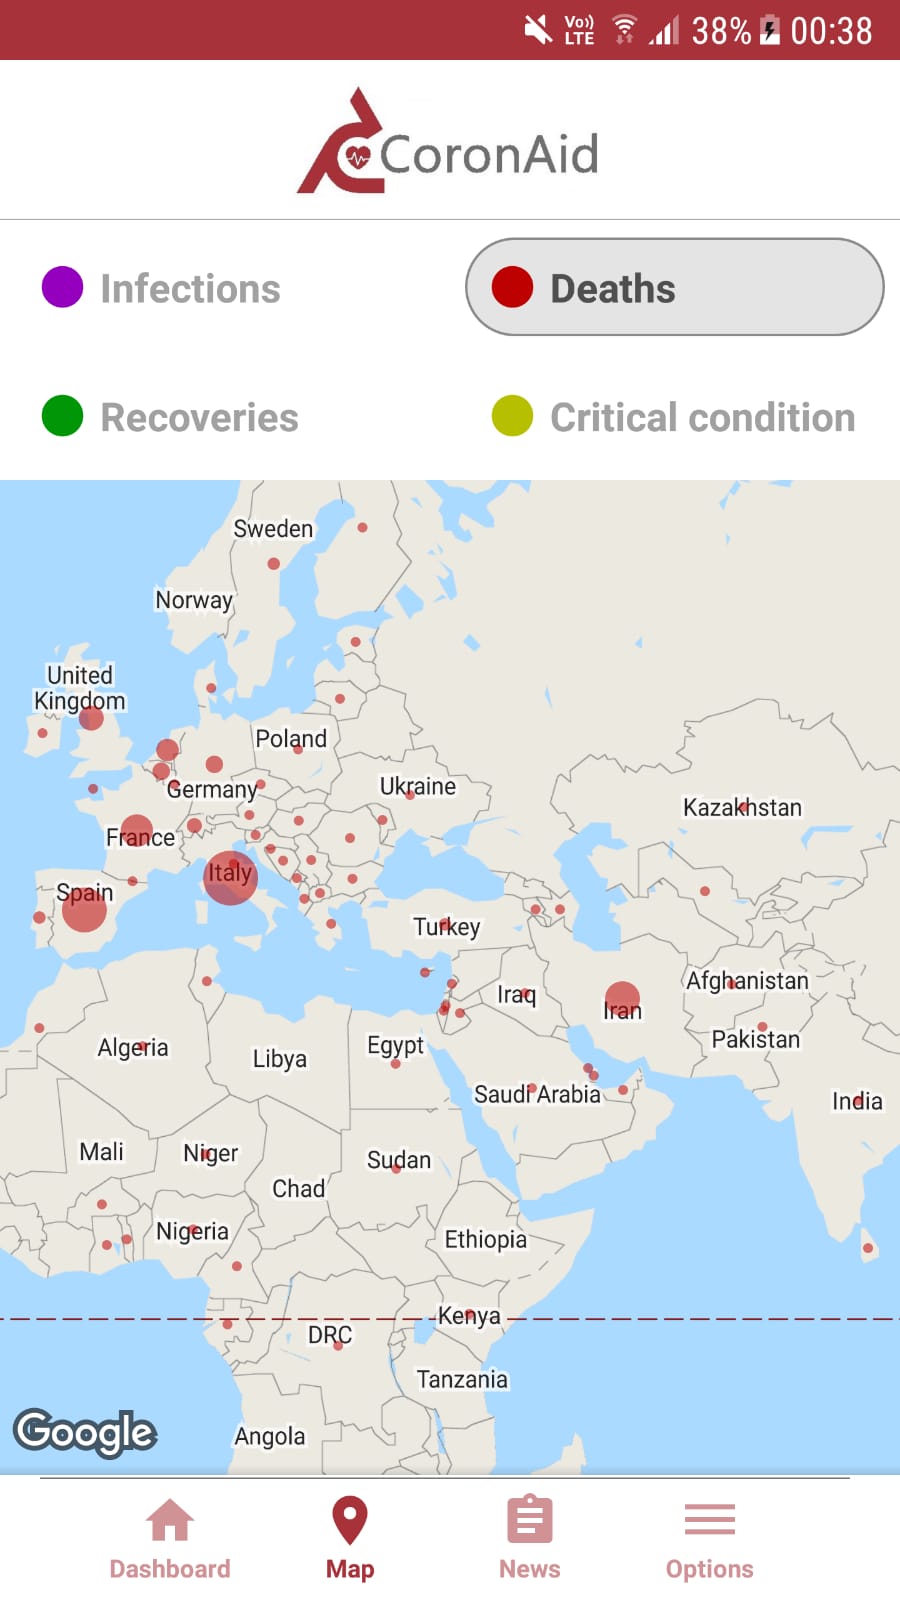 Vo))
LTE
38%
00:38
CoronAid
Infections
Deaths
Recoveries
Critical condition
Sweden
Norway
United
Kingdom
Poland
Germany
Ukraine
Kazakhstan
France
Italy
Spain
Turkey
Afghanistan
Iraq
Iran
Pakistan
Algeria
Libya
Egypt
Saudi Arabia
India
Mali
Niger
Sudan
Chad
Nigeria
Ethiopia
Kenya
DRC
Tanzania
Google
Angola
Dashboard
Map
News
Options